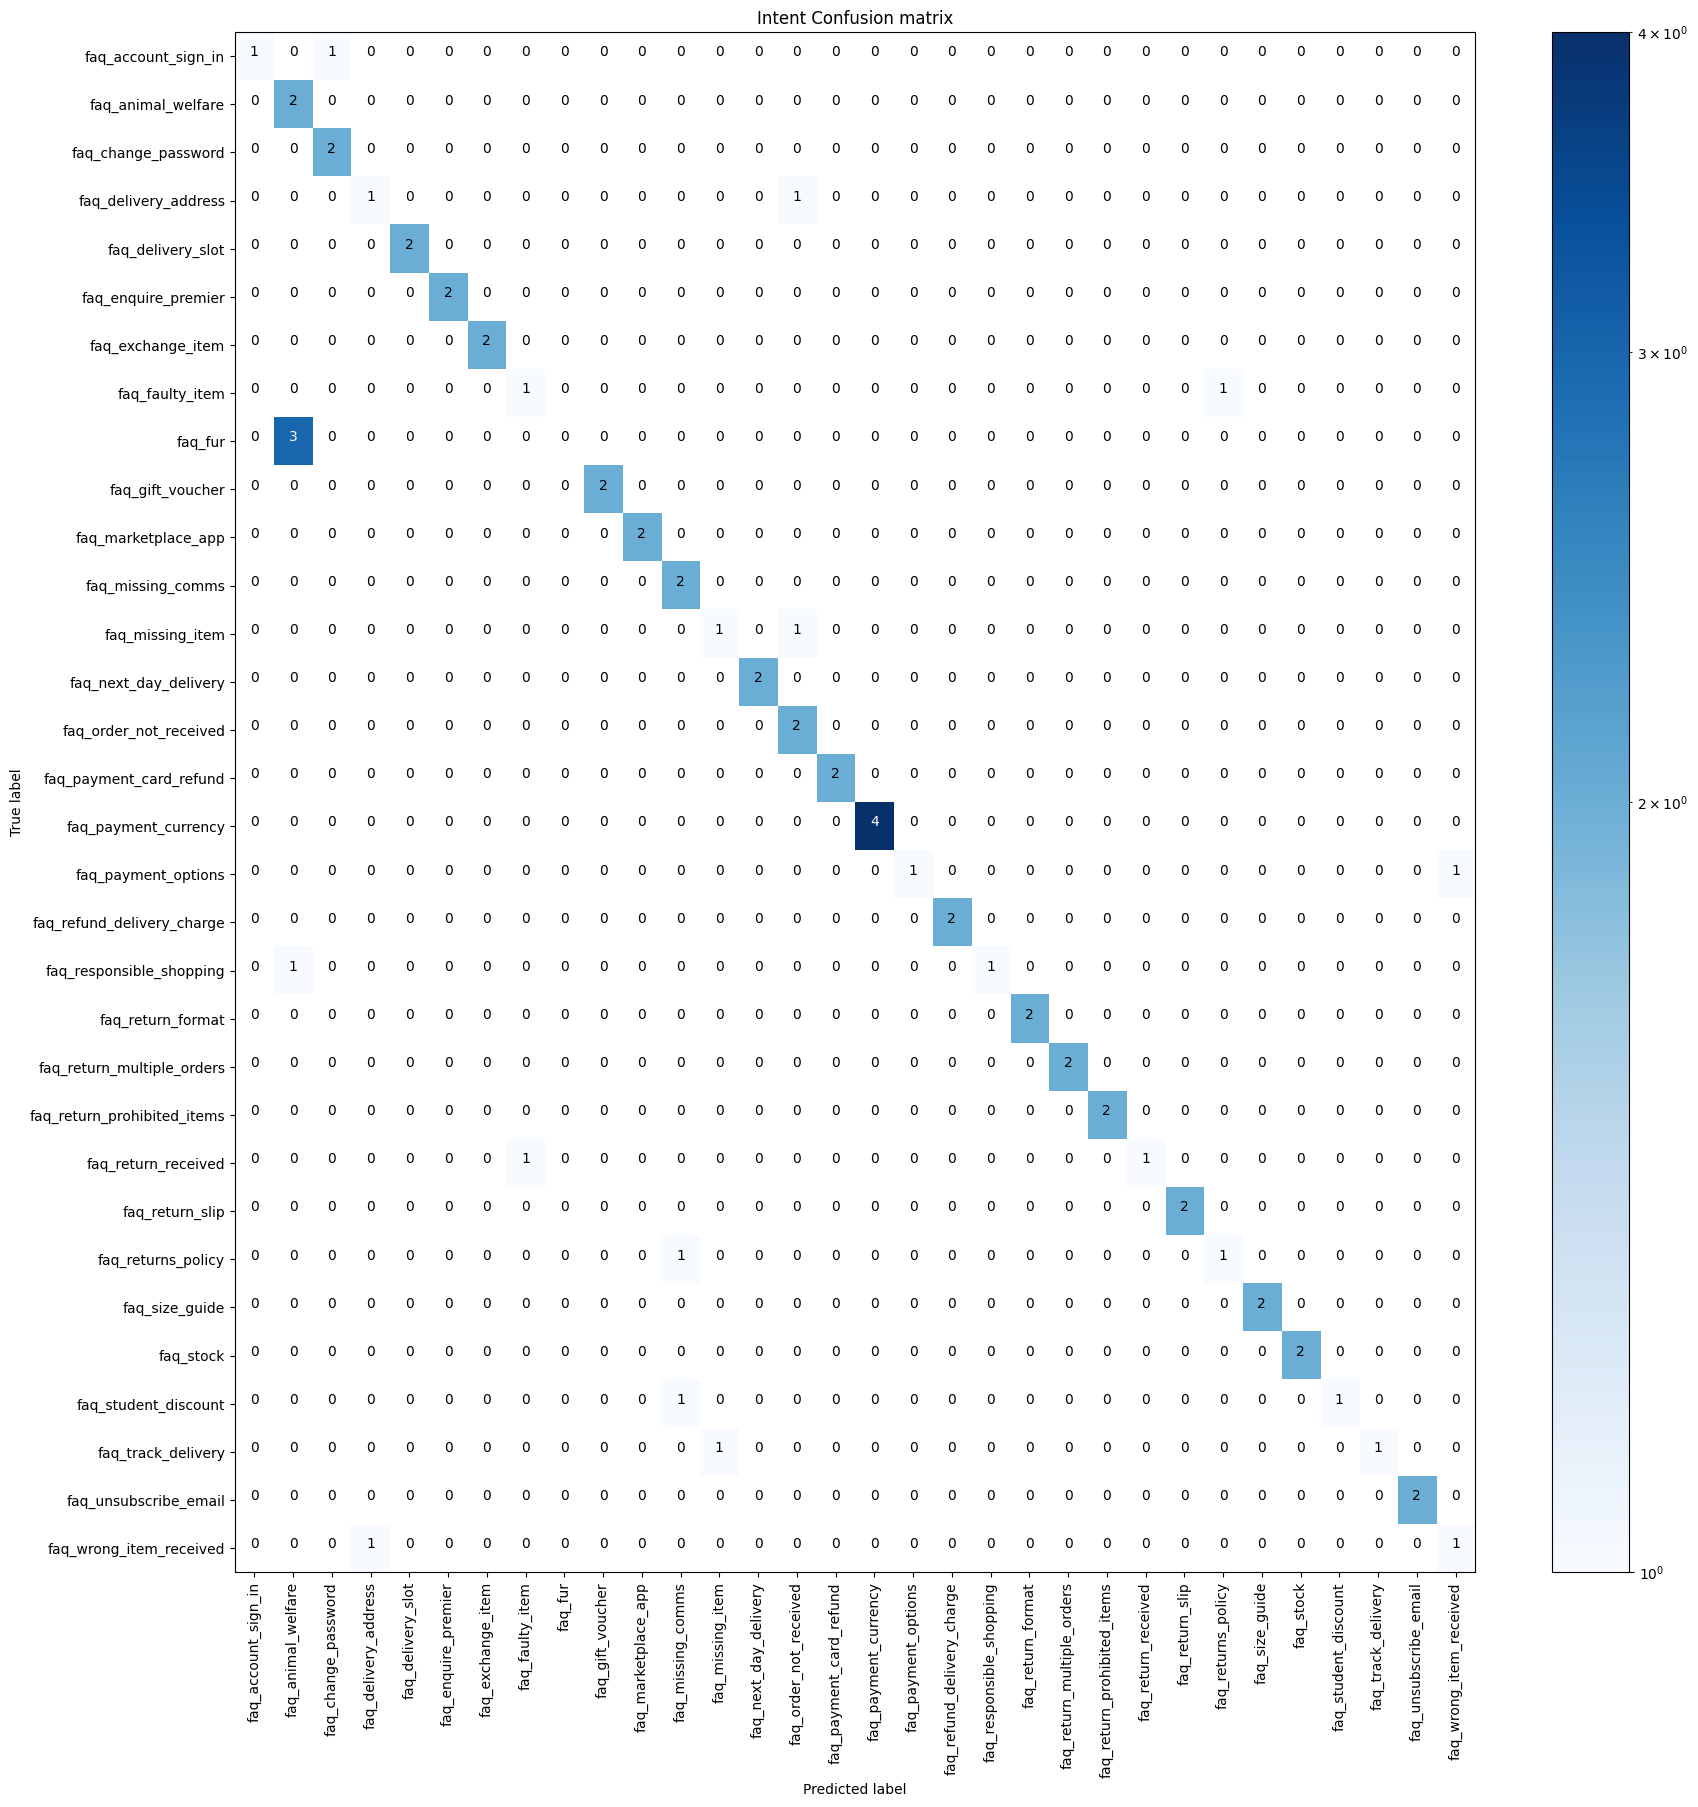 Intent Confusion matrix
faq_account_sign_in 1 0 1 0 0 0 0 0 0 0 0 0 0 0 0 0 0 0 0 0 0 0 0 0 0 0 0 0 0 0 0 0
faq_animal_welfare 0 2 0 0 0 0 0 0 0 0 0 0 0 0 0 0 0 0 0 0 0 0 0 0 0 0 0 0 0 0 0 0
faq_change_password 0 0 2 0 0 0 0 0 0 0 0 0 0 0 0 0 0 0 0 0 0 0 0 0 0 0 0 0 0 0 0 0
faq_delivery_address 0 0 0 1 0 0 0 0 0 0 0 0 0 0 1 0 0 0 0 0 0 0 0 0 0 0 0 0 0 0 0 0
faq_delivery_slot 0 0 0 0 2 0 0 0 0 0 0 0 0 0 0 0 0 0 0 0 0 0 0 0 0 0 0 0 0 0 0 0
faq_enquire_premier 0 0 0 0 0 2 0 0 0 0 0 0 0 0 0 0 0 0 0 0 0 0 0 0 0 0 0 0 0 0 0 0
faq_exchange_item 0 0 0 0 0 0 2 0 0 0 0 0 0 0 0 0 0 0 0 0 0 0 0 0 0 0 0 0 0 0 0 0
faq_faulty_item 0 0 0 0 0 0 0 1 0 0 0 0 0 0 0 0 0 0 0 0 0 0 0 0 0 1 0 0 0 0 0 0
faq_fur 0 3 0 0 0 0 0 0 0 0 0 0 0 0 0 0 0 0 0 0 0 0 0 0 0 0 0 0 0 0 0 0
faq_gift_voucher 0 0 0 0 0 0 0 0 0 2 0 0 0 0 0 0 0 0 0 0 0 0 0 0 0 0 0 0 0 0 0 0
faq_marketplace_app 0 0 0 0 0 0 0 0 0 0 2 0 0 0 0 0 0 0 0 0 0 0 0 0 0 0 0 0 0 0 0 0
faq_missing_comms 0 0 0 0 0 0 0 0 0 0 0 2 0 0 0 0 0 0 0 0 0 0 0 0 0 0 0 0 0 0 0 0
faq_missing_item 0 0 0 0 0 0 0 0 0 0 0 0 1 0 1 0 0 0 0 0 0 0 0 0 0 0 0 0 0 0 0 0
faq_next_day_delivery 0 0 0 0 0 0 0 0 0 0 0 0 0 2 0 0 0 0 0 0 0 0 0 0 0 0 0 0 0 0 0 0
faq_order_not_received 0 0 0 0 0 0 0 0 0 0 0 0 0 0 2 0 0 0 0 0 0 0 0 0 0 0 0 0 0 0 0 0
faq_payment_card_refund 0 0 0 0 0 0 0 0 0 0 0 0 0 0 0 2 0 0 0 0 0 0 0 0 0 0 0 0 0 0 0 0
faq_payment_currency 0 0 0 0 0 0 0 0 0 0 0 0 0 0 0 0 4 0 0 0 0 0 0 0 0 0 0 0 0 0 0 0
faq_payment_options 0 0 0 0 0 0 0 0 0 0 0 0 0 0 0 0 0 1 0 0 0 0 0 0 0 0 0 0 0 0 0 1
faq_refund_delivery_charge 0 0 0 0 0 0 0 0 0 0 0 0 0 0 0 0 0 0 2 0 0 0 0 0 0 0 0 0 0 0 0 0
faq_responsible_shopping 0 1 0 0 0 0 0 0 0 0 0 0 0 0 0 0 0 0 0 1 0 0 0 0 0 0 0 0 0 0 0 0
faq_return_format 0 0 0 0 0 0 0 0 0 0 0 0 0 0 0 0 0 0 0 0 2 0 0 0 0 0 0 0 0 0 0 0
faq_return_multiple_orders 0 0 0 0 0 0 0 0 0 0 0 0 0 0 0 0 0 0 0 0 0 2 0 0 0 0 0 0 0 0 0 0
faq_return_prohibited_items 0 0 0 0 0 0 0 0 0 0 0 0 0 0 0 0 0 0 0 0 0 0 2 0 0 0 0 0 0 0 0 0
faq_return_received 0 0 0 0 0 0 0 1 0 0 0 0 0 0 0 0 0 0 0 0 0 0 0 1 0 0 0 0 0 0 0 0
faq_return_slip 0 0 0 0 0 0 0 0 0 0 0 0 0 0 0 0 0 0 0 0 0 0 0 0 2 0 0 0 0 0 0 0
faq_returns_policy 0 0 0 0 0 0 0 0 0 0 0 1 0 0 0 0 0 0 0 0 0 0 0 0 0 1 0 0 0 0 0 0
faq_size_guide 0 0 0 0 0 0 0 0 0 0 0 0 0 0 0 0 0 0 0 0 0 0 0 0 0 0 2 0 0 0 0 0
faq_stock 0 0 0 0 0 0 0 0 0 0 0 0 0 0 0 0 0 0 0 0 0 0 0 0 0 0 0 2 0 0 0 0
faq_student_discount 0 0 0 0 0 0 0 0 0 0 0 1 0 0 0 0 0 0 0 0 0 0 0 0 0 0 0 0 1 0 0 0
faq_track_delivery 0 0 0 0 0 0 0 0 0 0 0 0 1 0 0 0 0 0 0 0 0 0 0 0 0 0 0 0 0 1 0 0
faq_unsubscribe_email 0 0 0 0 0 0 0 0 0 0 0 0 0 0 0 0 0 0 0 0 0 0 0 0 0 0 0 0 0 0 2 0
faq_wrong_item_received 0 0 0 1 0 0 0 0 0 0 0 0 0 0 0 0 0 0 0 0 0 0 0 0 0 0 0 0 0 0 0 1
True label
faq_account_sign_in
faq_animal_welfare
faq_change_password
faq_delivery_address
faq_delivery_slot
faq_enquire_premier
faq_exchange_item
faq_faulty_item
faq_fur
faq_gift_voucher
faq_marketplace_app
faq_missing_comms
faq_missing_item
faq_next_day_delivery
faq_order_not_received
faq_payment_card_refund
faq_payment_currency
faq_payment_options
faq_refund_delivery_charge
faq_responsible_shopping
faq_return_format
faq_return_multiple_orders
faq_return_prohibited_items
faq_return_received
faq_return_slip
faq_returns_policy
faq_size_guide
faq_stock
faq_student_discount
faq_track_delivery
faq_unsubscribe_email
faq_wrong_item_received
Predicted label
4 × 10⁰
3 × 10⁰
2 × 10⁰
10⁰